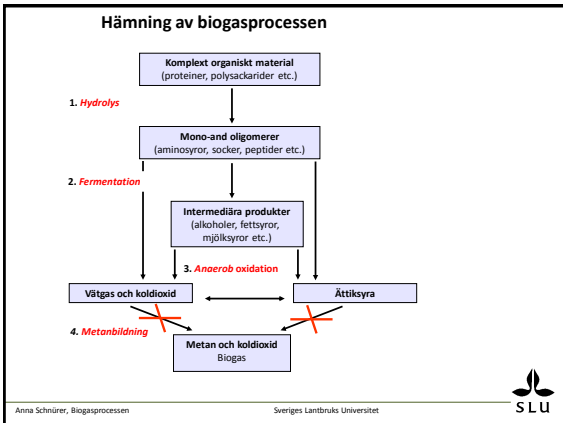 Hämning av biogasprocessen
Komplext organiskt material
(proteiner, polysackarider etc.)
1. Hydrolys
Mono-and oligomerer
(aminosyror, socker, peptider etc.)
2. Fermentation
Intermediära produkter
(alkoholer, fettsyror,
mjölksyror etc.)
3. Anaerob oxidation
Vätgas och koldioxid
Ättiksyra
4. Metanbildning
Metan och koldioxid
Biogas
Anna Schnürer, Biogasprocessen
Sveriges Lantbruks Universitet
SLU